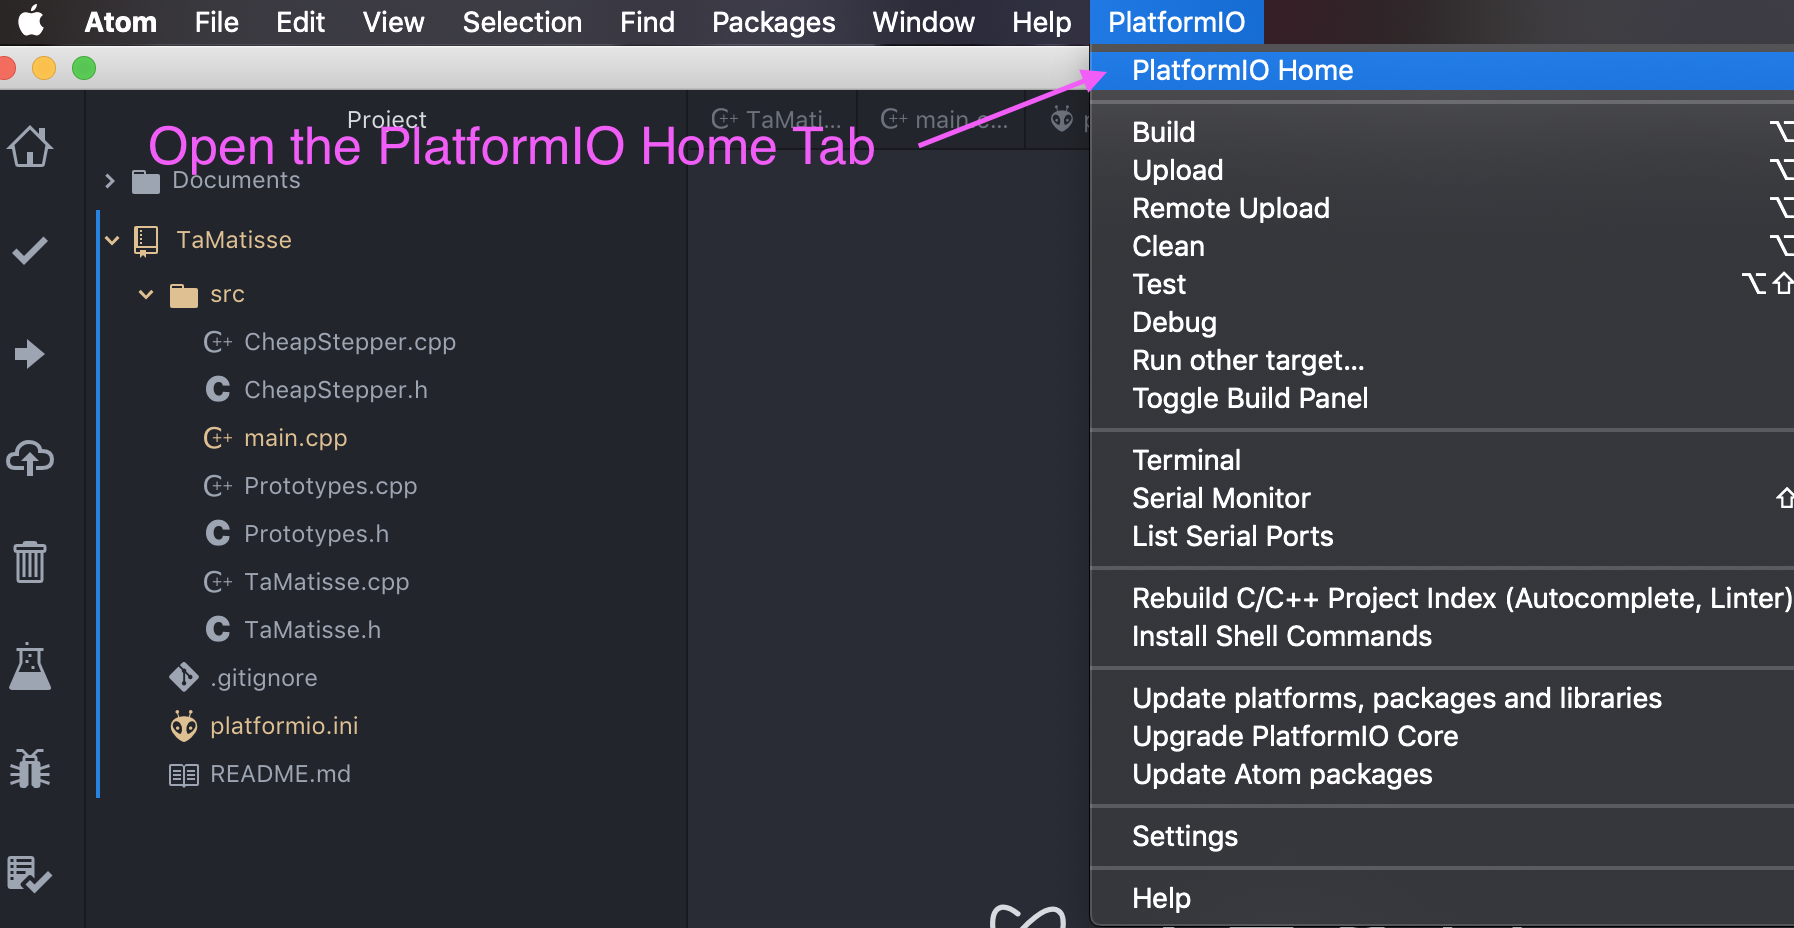 Atom File Edit View Selection Find Packages Window Help PlatformIO
PlatformIO Home
Project
TaMati...
main.c...
Open the PlatformIO Home Tab
Documents
TaMatisse
src
CheapStepper.cpp
CheapStepper.h
main.cpp
Prototypes.cpp
Prototypes.h
TaMatisse.cpp
TaMatisse.h
.gitignore
platformio.ini
README.md
Build ⌥
Upload ⌥
Remote Upload ⌥
Clean ⌥
Test ⌥⇧
Debug
Run other target...
Toggle Build Panel
Terminal
Serial Monitor ⇧
List Serial Ports
Rebuild C/C++ Project Index (Autocomplete, Linter)
Install Shell Commands
Update platforms, packages and libraries
Upgrade PlatformIO Core
Update Atom packages
Settings
Help